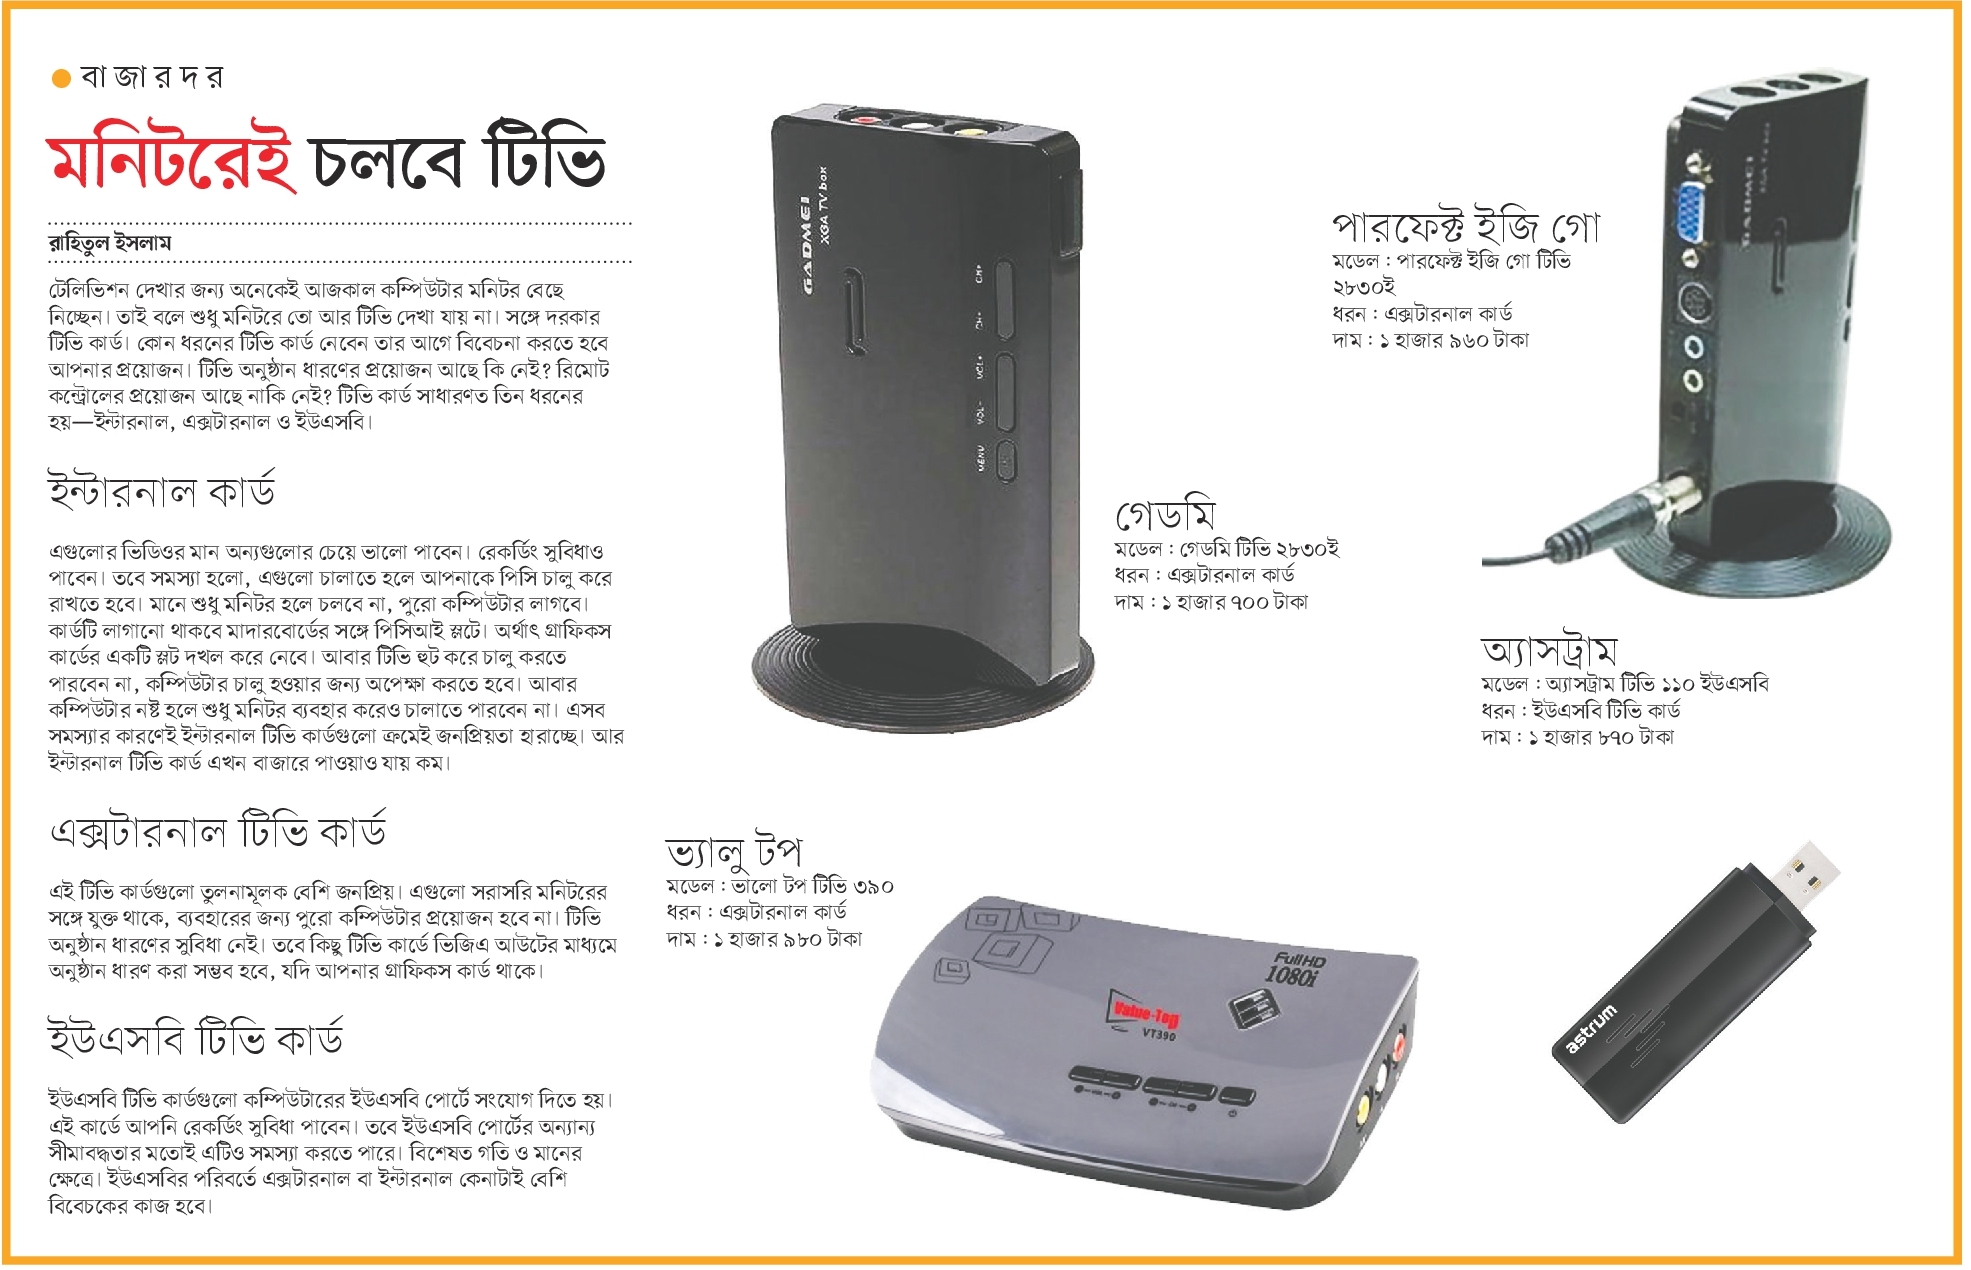 বাজারদর
মনিটরেই চলবে টিভি
রাহিতুল ইসলাম
টেলিভিশন দেখার জন্য অনেকেই আজকাল কম্পিউটার মনিটর বেছে
নিচ্ছেন। তাই বলে শুধু মনিটরে তো আর টিভি দেখা যায় না। সঙ্গে দরকার
টিভি কার্ড। কোন ধরনের টিভি কার্ড নেবেন তার আগে বিবেচনা করতে হবে
আপনার প্রয়োজন। টিভি অনুষ্ঠান ধারণের প্রয়োজন আছে কি নেই? রিমোট
কন্ট্রোলের প্রয়োজন আছে নাকি নেই? টিভি কার্ড সাধারণত তিন ধরনের
হয়—ইন্টারনাল, এক্সটারনাল ও ইউএসবি।
ইন্টারনাল কার্ড
এগুলোর ভিডিওর মান অন্যগুলোর চেয়ে ভালো পাবেন। রেকর্ডিং সুবিধাও
পাবেন। তবে সমস্যা হলো, এগুলো চালাতে হলে আপনাকে পিসি চালু করে
রাখতে হবে। মানে শুধু মনিটর হলে চলবে না, পুরো কম্পিউটার লাগবে।
কার্ডটি লাগানো থাকবে মাদারবোর্ডের সঙ্গে পিসিআই স্লটে। অর্থাৎ গ্রাফিকস
কার্ডের একটি স্লট দখল করে নেবে। আবার টিভি হুট করে চালু করতে
পারবেন না, কম্পিউটার চালু হওয়ার জন্য অপেক্ষা করতে হবে। আবার
কম্পিউটার নষ্ট হলে শুধু মনিটর ব্যবহার করেও চালাতে পারবেন না। এসব
সমস্যার কারণেই ইন্টারনাল টিভি কার্ডগুলো ক্রমেই জনপ্রিয়তা হারাচ্ছে। আর
ইন্টারনাল টিভি কার্ড এখন বাজারে পাওয়াও যায় কম।
এক্সটারনাল টিভি কার্ড
এই টিভি কার্ডগুলো তুলনামূলক বেশি জনপ্রিয়। এগুলো সরাসরি মনিটরের
সঙ্গে যুক্ত থাকে, ব্যবহারের জন্য পুরো কম্পিউটার প্রয়োজন হবে না। টিভি
অনুষ্ঠান ধারণের সুবিধা নেই। তবে কিছু টিভি কার্ডে ভিজিএ আউটের মাধ্যমে
অনুষ্ঠান ধারণ করা সম্ভব হবে, যদি আপনার গ্রাফিকস কার্ড থাকে।
ইউএসবি টিভি কার্ড
ইউএসবি টিভি কার্ডগুলো কম্পিউটারের ইউএসবি পোর্টে সংযোগ দিতে হয়।
এই কার্ডে আপনি রেকর্ডিং সুবিধা পাবেন। তবে ইউএসবি পোর্টের অন্যান্য
সীমাবদ্ধতার মতোই এটিও সমস্যা করতে পারে। বিশেষত গতি ও মানের
ক্ষেত্রে। ইউএসবির পরিবর্তে এক্সটারনাল বা ইন্টারনাল কেনাটাই বেশি
বিবেচকের কাজ হবে।
GADMEI
XGA TV box
CH+
CH-
VOL+
VOL-
MENU
গেডমি
মডেল : গেডমি টিভি ২৮৩০ই
ধরন : এক্সটারনাল কার্ড
দাম : ১ হাজার ৭০০ টাকা
পারফেক্ট ইজি গো
মডেল : পারফেক্ট ইজি গো টিভি
২৮৩০ই
ধরন : এক্সটারনাল কার্ড
দাম : ১ হাজার ৯৬০ টাকা
GADMEI
অ্যাসট্রাম
মডেল : অ্যাসট্রাম টিভি ১১০ ইউএসবি
ধরন : ইউএসবি টিভি কার্ড
দাম : ১ হাজার ৮৭০ টাকা
astrum
ভ্যালু টপ
মডেল : ভালো টপ টিভি ৩৯০
ধরন : এক্সটারনাল কার্ড
দাম : ১ হাজার ৯৮০ টাকা
Full HD
1080i
Value-Top
VT390